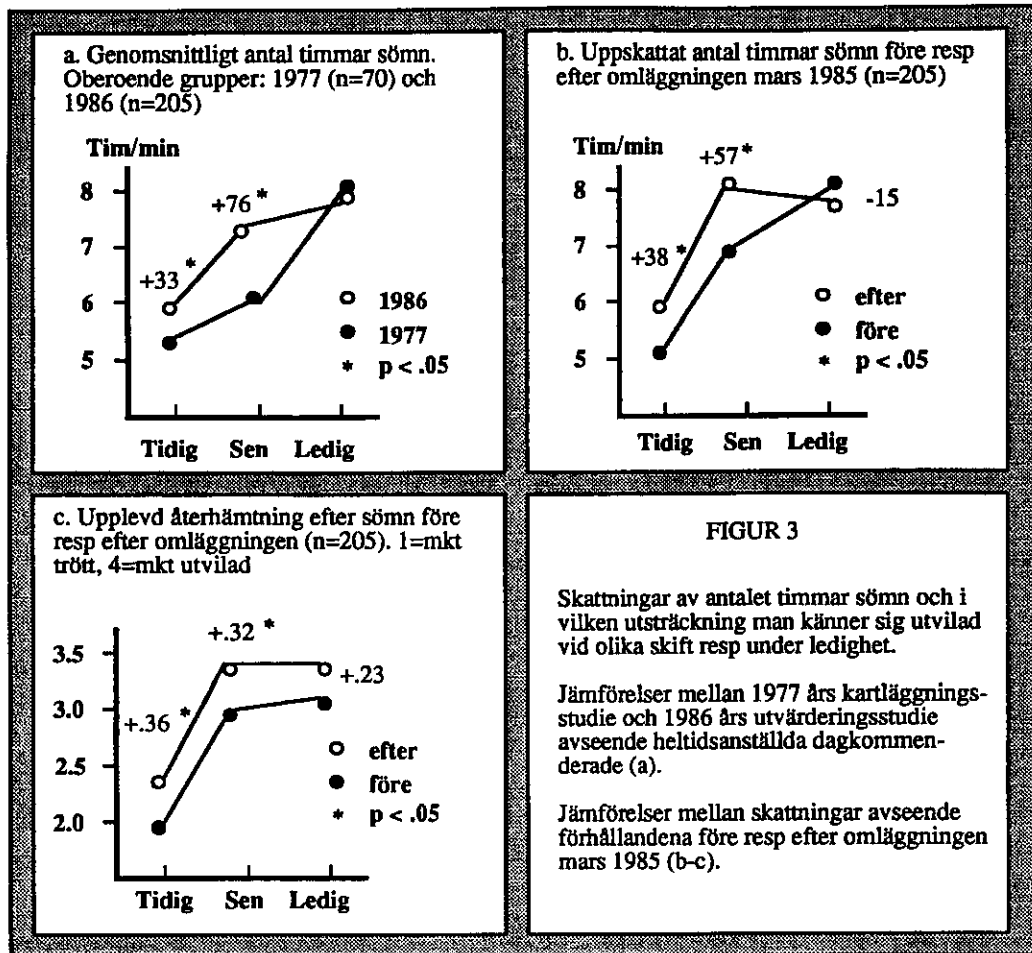 a. Genomsnittligt antal timmar sömn.
Oberoende grupper: 1977 (n=70) och
1986 (n=205)
Tim/min
8
7
6
5
+33 *
+76 *
1986
1977
* p < .05
Tidig Sen Ledig
b. Uppskattat antal timmar sömn före resp
efter omläggningen mars 1985 (n=205)
Tim/min
8
7
6
5
+38 *
+57 *
-15
efter
före
* p < .05
Tidig Sen Ledig
c. Upplevd återhämtning efter sömn före
resp efter omläggningen (n=205). 1=mkt
trött, 4=mkt utvilad
3.5
3.0
2.5
2.0
+.36 *
+.32 *
+.23
efter
före
* p < .05
Tidig Sen Ledig
FIGUR 3
Skattningar av antalet timmar sömn och i
vilken utsträckning man känner sig utvilad
vid olika skift resp under ledighet.
Jämförelser mellan 1977 års kartläggnings-
studie och 1986 års utvärderingsstudie
avseende heltidsanställda dagkommen-
derade (a).
Jämförelser mellan skattningar avseende
förhållandena före resp efter omläggningen
mars 1985 (b-c).